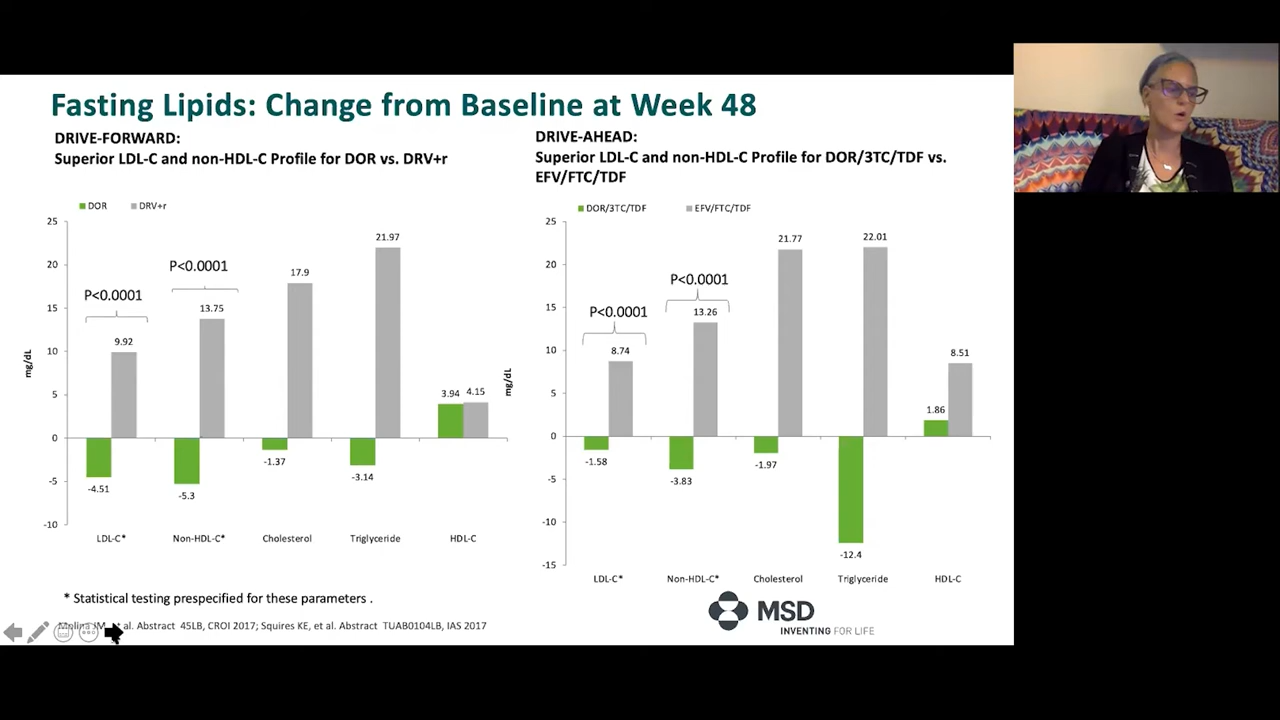 Fasting Lipids: Change from Baseline at Week 48
DRIVE-FORWARD:
Superior LDL-C and non-HDL-C Profile for DOR vs. DRV+r
DOR
DRV+r
mg/dL
25
20
15
10
5
0
-5
-10
P<0.0001
P<0.0001
9.92
13.75
17.9
21.97
3.94
4.15
-4.51
-5.3
-1.37
-3.14
LDL-C*
Non-HDL-C*
Cholesterol
Triglyceride
HDL-C
DRIVE-AHEAD:
Superior LDL-C and non-HDL-C Profile for DOR/3TC/TDF vs.
EFV/FTC/TDF
DOR/3TC/TDF
EFV/FTC/TDF
mg/dL
25
20
15
10
5
0
-5
-10
-15
P<0.0001
P<0.0001
8.74
13.26
21.77
22.01
1.86
8.51
-1.58
-3.83
-1.97
-12.4
LDL-C*
Non-HDL-C*
Cholesterol
Triglyceride
HDL-C
* Statistical testing prespecified for these parameters .
al. Abstract 45LB, CROI 2017; Squires KE, et al. Abstract TUAB0104LB, IAS 2017
MSD
INVENTING FOR LIFE